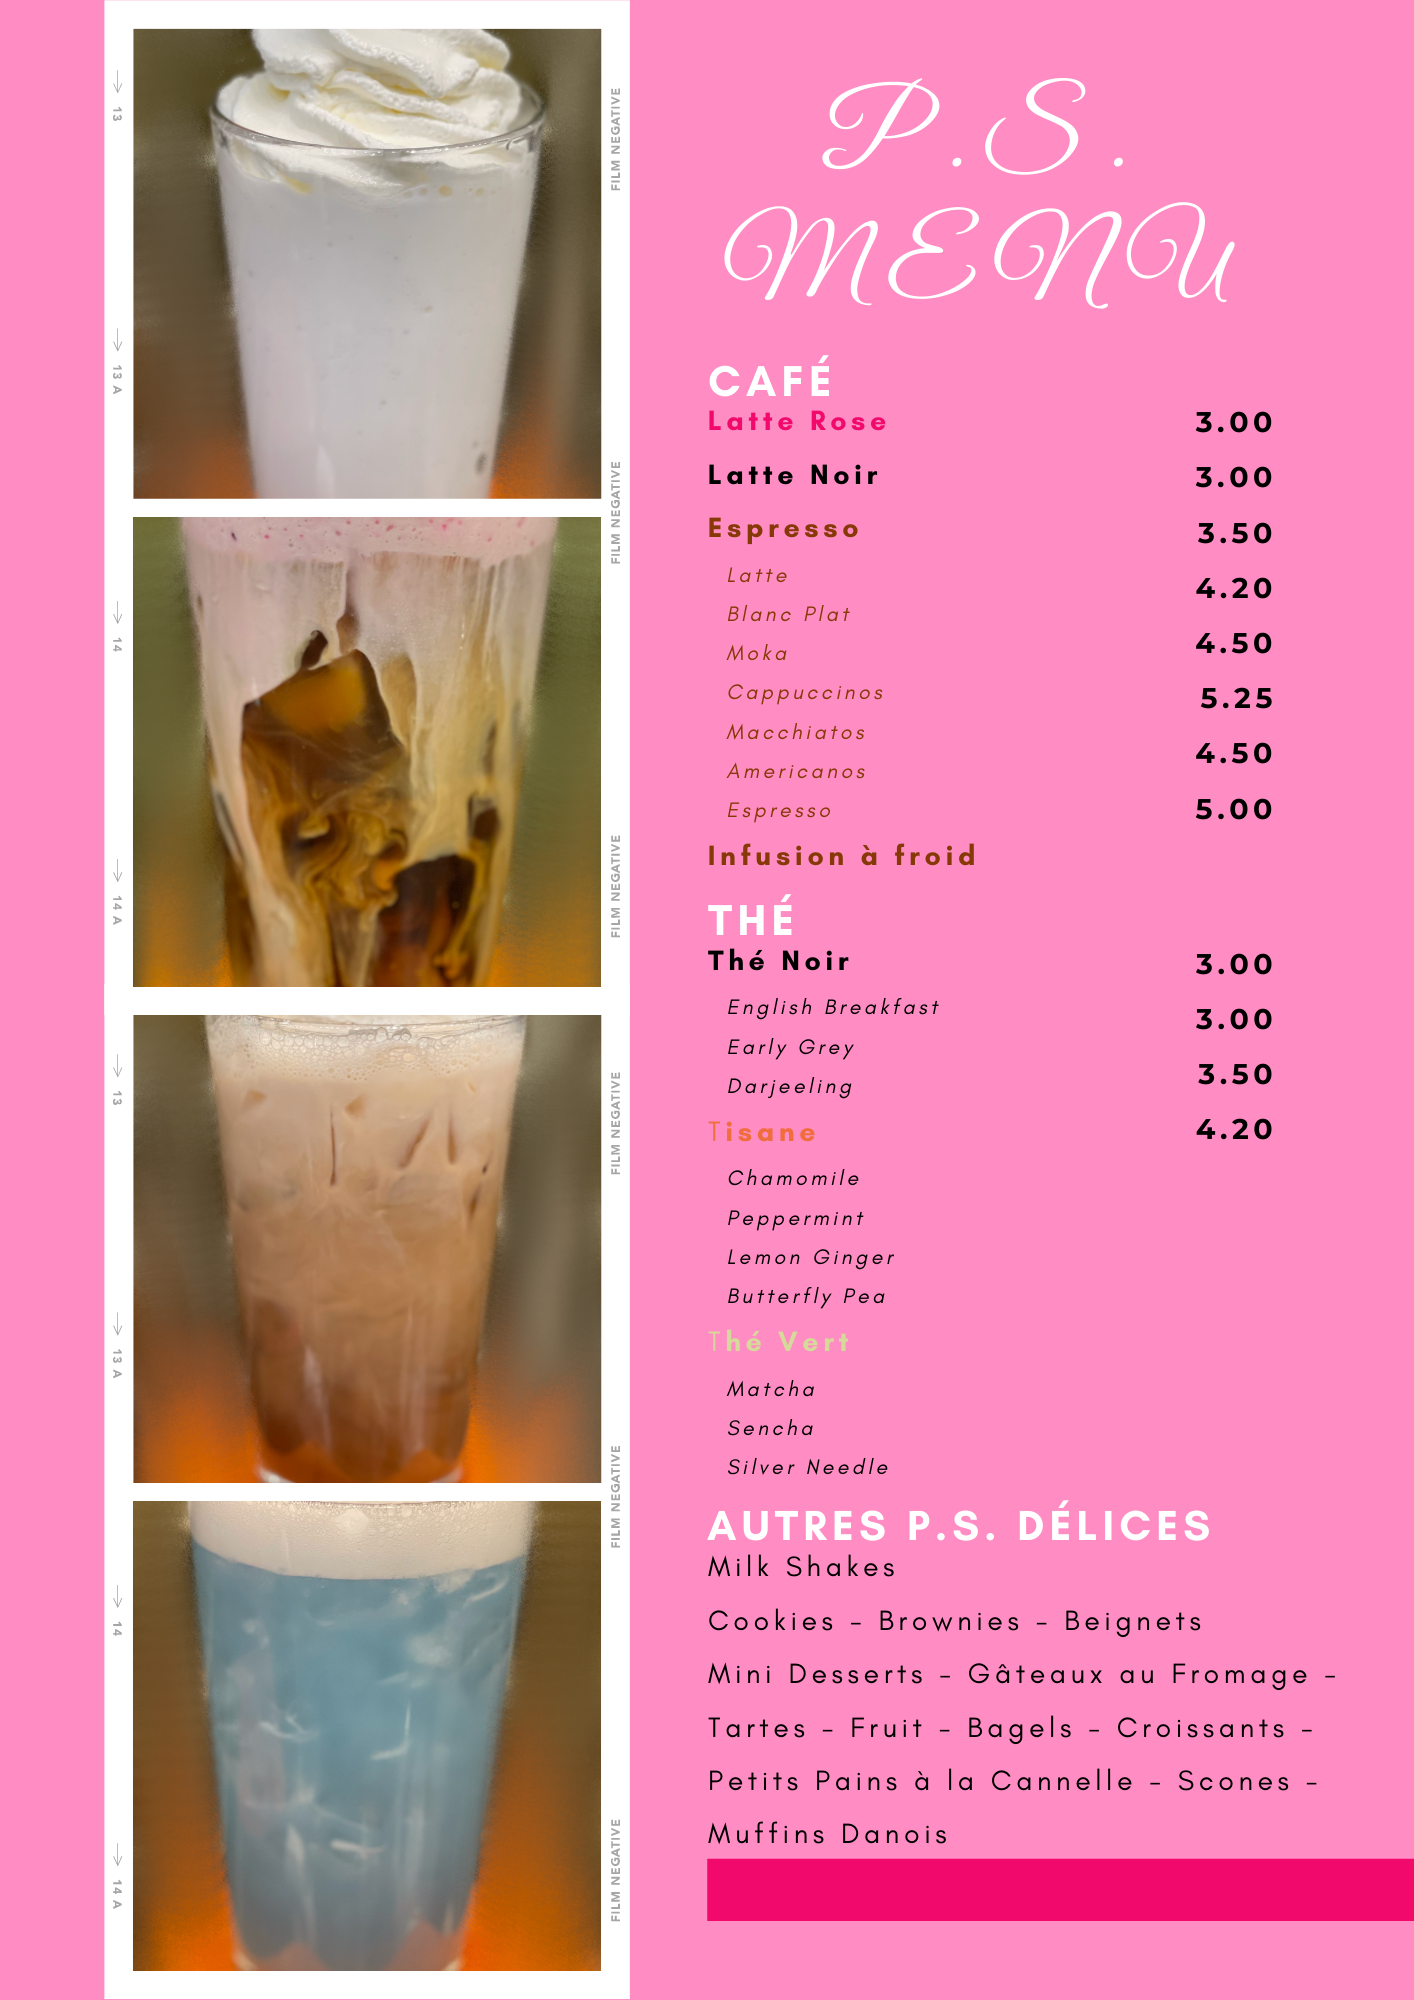 P.S.
MENU
CAFÉ
Latte Rose 3.00
Latte Noir 3.00
Espresso 3.50
Latte 4.20
Blanc Plat
Moka 4.50
Cappuccinos 5.25
Macchiatos 4.50
Americanos
Espresso 5.00
Infusion à froid
THÉ
Thé Noir 3.00
English Breakfast 3.00
Early Grey
Darjeeling 3.50
Tisane 4.20
Chamomile
Peppermint
Lemon Ginger
Butterfly Pea
Thé Vert
Matcha
Sencha
Silver Needle
AUTRES P.S. DÉLICES
Milk Shakes
Cookies - Brownies - Beignets
Mini Desserts - Gâteaux au Fromage -
Tartes - Fruit - Bagels - Croissants -
Petits Pains à la Cannelle - Scones -
Muffins Danois
→ 13
→ 13 A
→ 14
→ 14 A
→ 13
→ 13 A
→ 14
→ 14 A
FILM NEGATIVE
FILM NEGATIVE
FILM NEGATIVE
FILM NEGATIVE
FILM NEGATIVE
FILM NEGATIVE